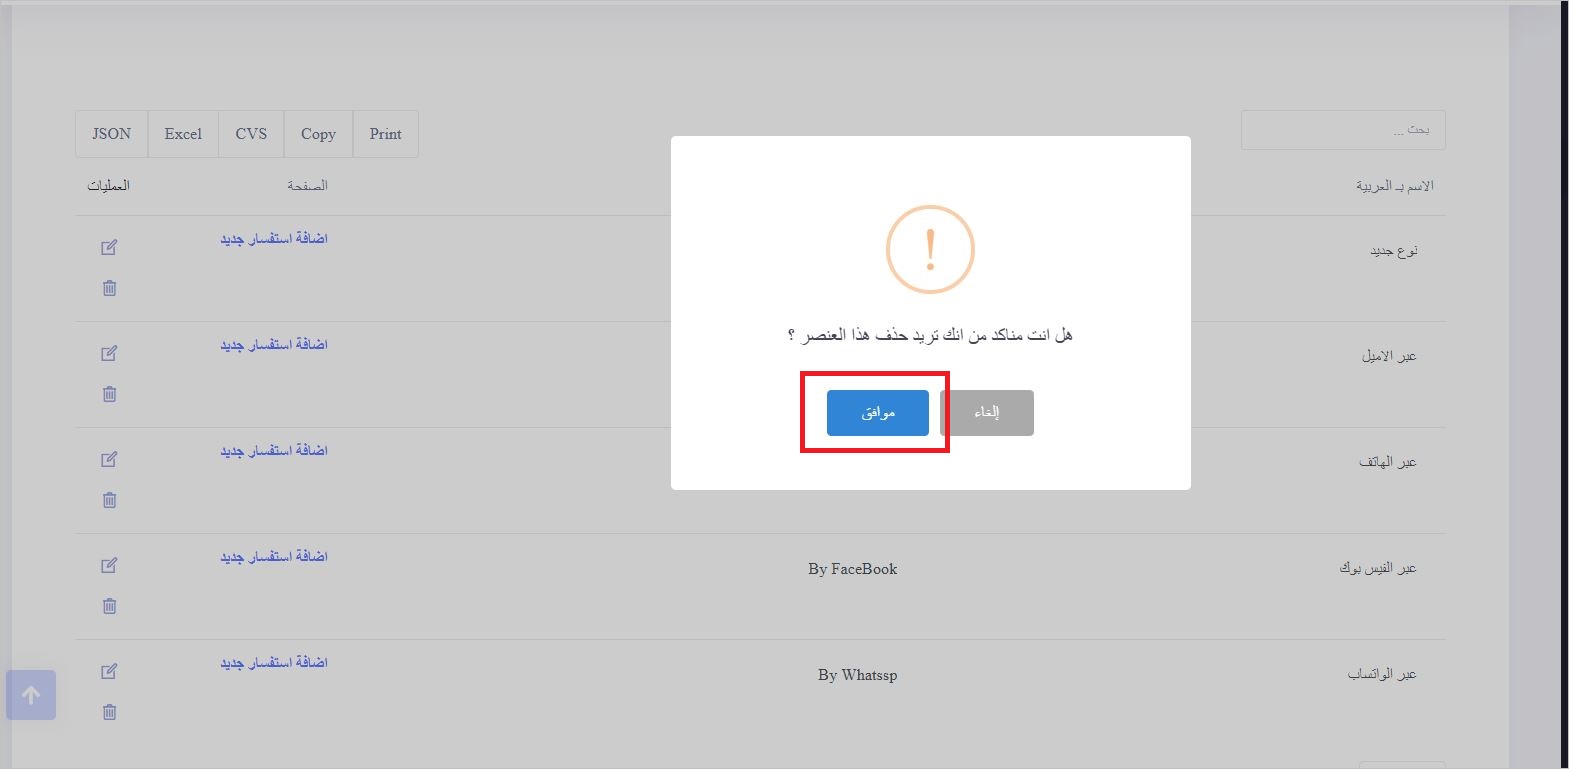 JSON Excel CVS Copy Print
بحث ...
الاسم بـ العربية
الصفحة
العمليات
نوع جديد
اضافة استفسار جديد
عبر الاميل
اضافة استفسار جديد
عبر الهاتف
اضافة استفسار جديد
عبر الفيس بوك
By FaceBook
اضافة استفسار جديد
عبر الواتساب
By Whatssp
اضافة استفسار جديد
!
هل انت متاكد من انك تريد حذف هذا العنصر ؟
إلغاء
موافق